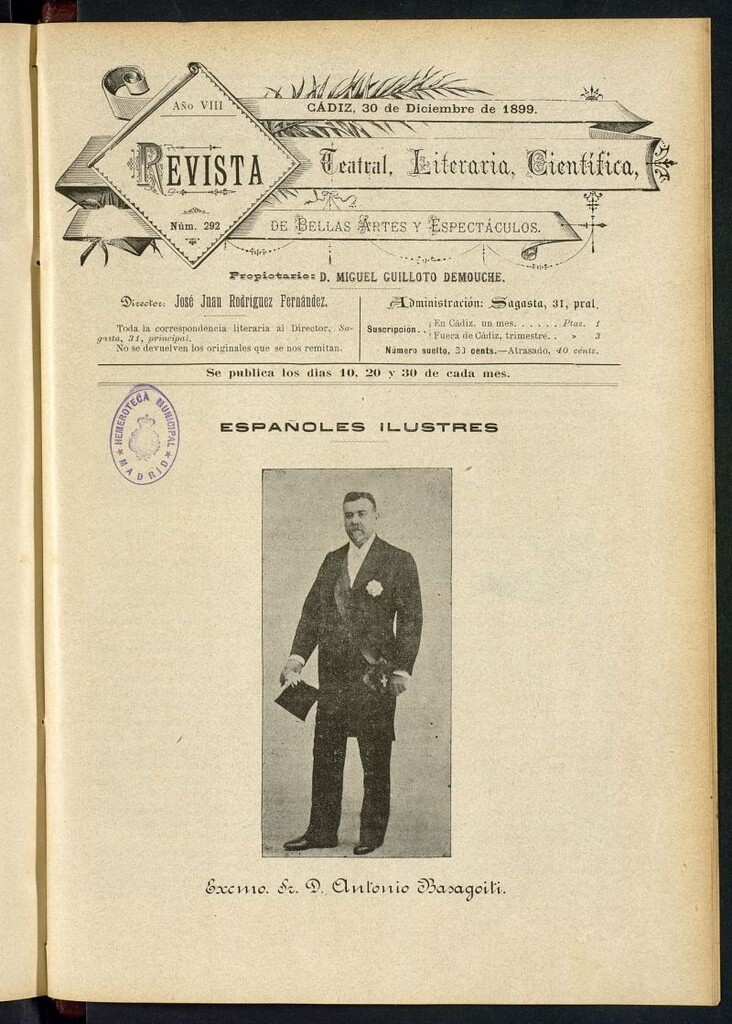 Año VIII
CÁDIZ, 30 de Diciembre de 1899.
REVISTA
Teatral, Literaria, Científica,
Núm. 292
DE BELLAS ARTES Y ESPECTÁCULOS.
Propietario: D. MIGUEL GUILLOTO DEMOUCHE.
Director: José Juan Rodríguez Fernández.
Toda la correspondencia literaria al Director, Sa-
gasta, 31, principal.
No se devuelven los originales que se nos remitan.
Administración: Sagasta, 31, pral.
Suscripción. . { En Cádiz, un mes. . . . . . Ptas. 1
Fuera de Cádiz, trimestre. . » 3
Número suelto, 30 cents.—Atrasado, 40 cénts.
Se publica los dias 10, 20 y 30 de cada mes.
HEMEROTECA MUNICIPAL
MADRID
ESPAÑOLES ILUSTRES
Excmo. Sr. D. Antonio Basagoiti.